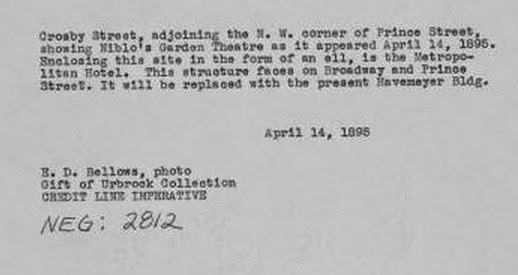 Crosby Street, adjoining the N. W. corner of Prince Street,
showing Niblo's Garden Theatre as it appeared April 14, 1895.
Enclosing this site in the form of an ell, is the Metropo-
litan Hotel. This structure faces on Broadway and Prince
Street. It will be replaced with the present Havemeyer Bldg.
April 14, 1895
E. D. Bellows, photo
Gift of Urbrock Collection
CREDIT LINE IMPERATIVE
NEG: 2812